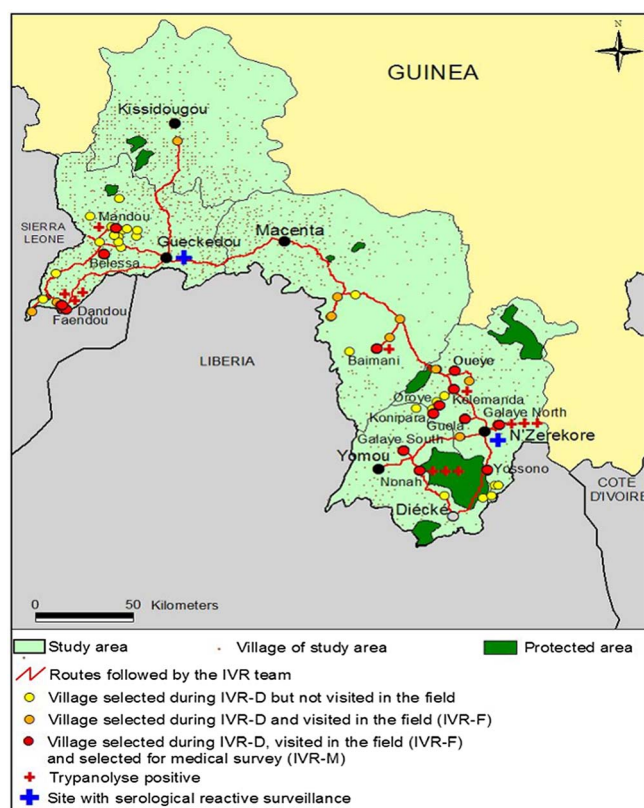 N
GUINEA
Kissidougou
SIERRA
LEONE
Mandou
Gueckedou
Macenta
Belessa
Dandou
Faendou
LIBERIA
Baimani
Oueye
Oroye
Kelemanda
Konipara
Guela
Galaye North
Galaye South
N'Zerekore
Yomou
Nonah
Yossono
Diécké
COTE
D'IVOIRE
0 50 Kilometers
Study area Village of study area Protected area
Routes followed by the IVR team
Village selected during IVR-D but not visited in the field
Village selected during IVR-D and visited in the field (IVR-F)
Village selected during IVR-D, visited in the field (IVR-F)
and selected for medical survey (IVR-M)
Trypanolyse positive
Site with serological reactive surveillance